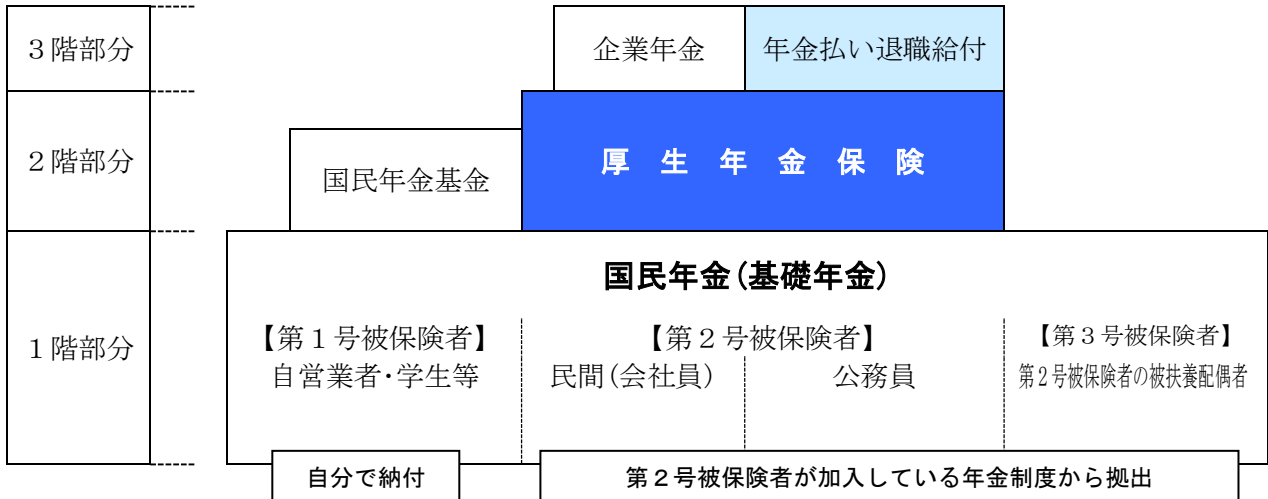 3階部分
企業年金
年金払い退職給付
2階部分
国民年金基金
厚生年金保険
国民年金(基礎年金)
1階部分
【第1号被保険者】
自営業者・学生等
【第2号被保険者】
民間(会社員)
公務員
【第3号被保険者】
第2号被保険者の被扶養配偶者
自分で納付
第2号被保険者が加入している年金制度から拠出